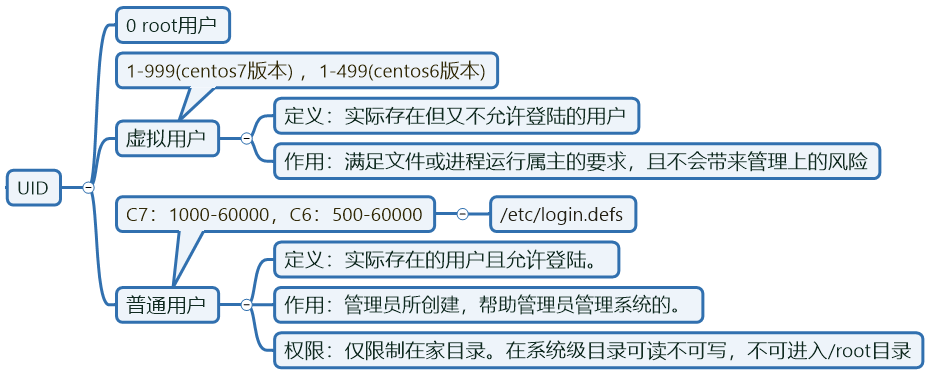 UID
0 root用户
1-999(centos7版本) ，1-499(centos6版本)
虚拟用户
定义：实际存在但又不允许登陆的用户
作用：满足文件或进程运行属主的要求，且不会带来管理上的风险
C7：1000-60000，C6：500-60000
/etc/login.defs
普通用户
定义：实际存在的用户且允许登陆。
作用：管理员所创建，帮助管理员管理系统的。
权限：仅限制在家目录。在系统级目录可读不可写，不可进入/root目录